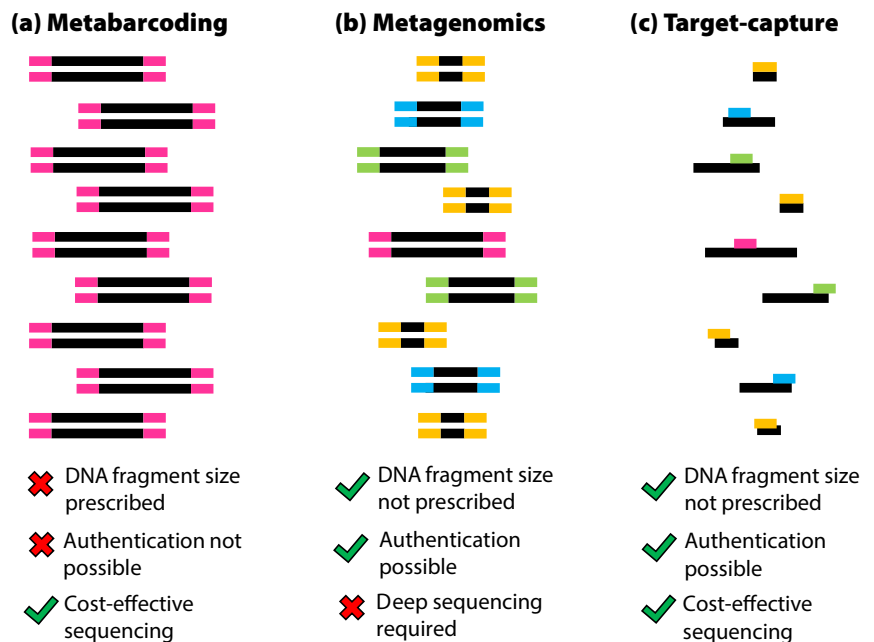 (a) Metabarcoding
(b) Metagenomics
(c) Target-capture
DNA fragment size
prescribed
Authentication not
possible
Cost-effective
sequencing
DNA fragment size
not prescribed
Authentication
possible
Deep sequencing
required
DNA fragment size
not prescribed
Authentication
possible
Cost-effective
sequencing